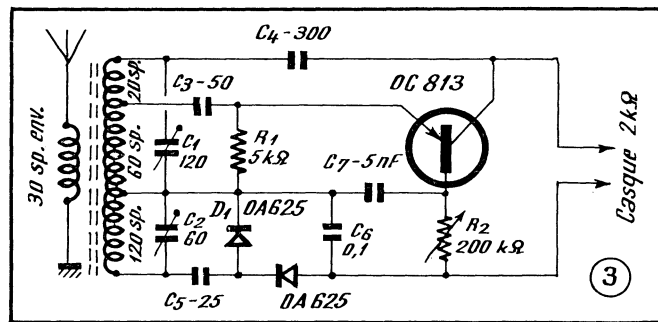 C4-300
20 sp.
C3-50
OC 813
30 sp. env.
60 sp.
C1
120
R1
5 kΩ
C7-5 nF
Casque 2 kΩ
120 sp.
C2
60
D1
OA625
C6
0,1
R2
200 kΩ
C5-25
OA625
3